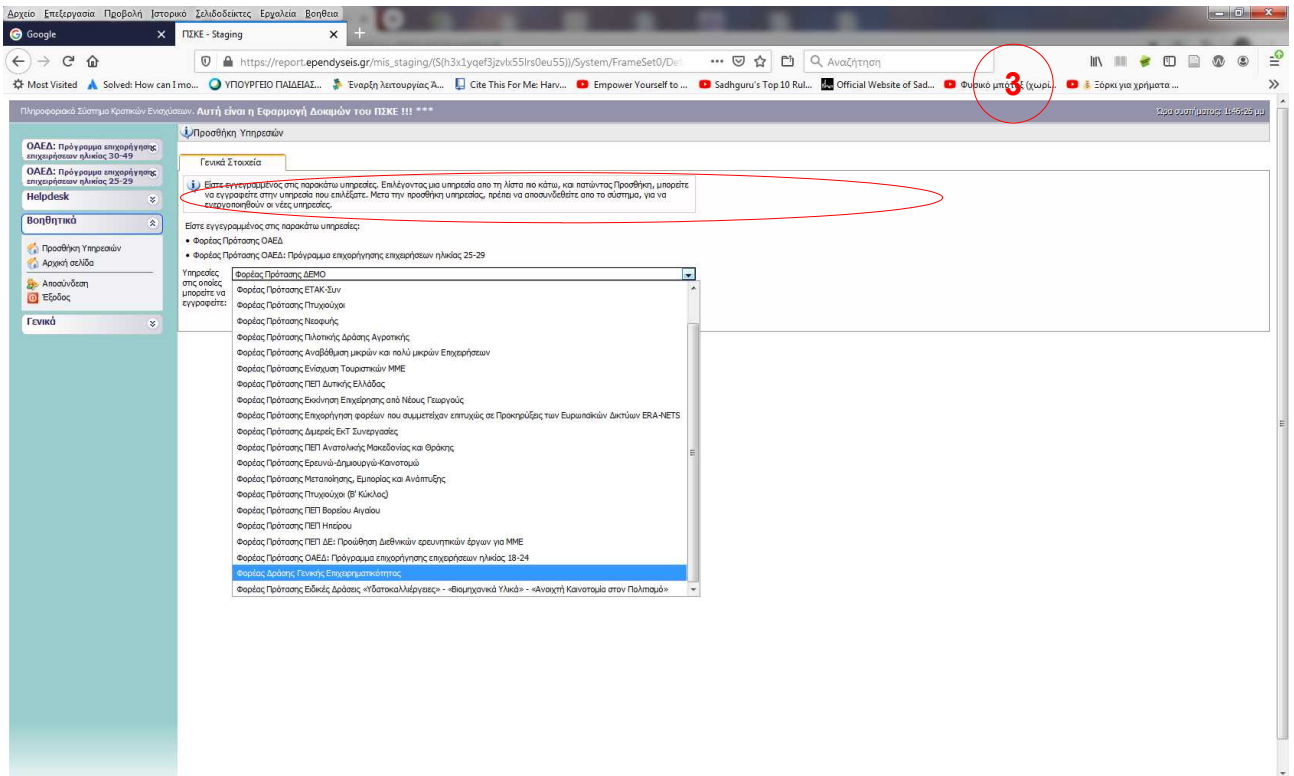 Αρχείο Επεξεργασία Προβολή Ιστορικό Σελιδοδείκτες Εργαλεία Βοήθεια
Google ΠΣΚΕ - Staging
https://report.ependyseis.gr/mis_staging/(S(h3x1yqef3jzvlx55lrs0eu55))/System/FrameSet0/De Αναζήτηση
Most Visited Solved: How can I mo... ΥΠΟΥΡΓΕΙΟ ΠΑΙΔΕΙΑΣ... Έναρξη λειτουργίας Α... Cite This For Me: Harv... Empower Yourself to ... Sadhguru's Top 10 Rul... Official Website of Sad... Φυσικό μπότοξ (χωρί... Ξόρκι για χρήματα ...
3
Πληροφοριακό Σύστημα Κρατικών Ενισχύσεων. Αυτή είναι η Εφαρμογή Δοκιμών του ΠΣΚΕ !!! *** Ώρα συστήματος: 1:46:26 μμ
Προσθήκη Υπηρεσιών
ΟΑΕΔ: Πρόγραμμα επιχορήγησης
επιχειρήσεων ηλικίας 30-49
ΟΑΕΔ: Πρόγραμμα επιχορήγησης
επιχειρήσεων ηλικίας 25-29
Helpdesk
Βοηθητικά
Προσθήκη Υπηρεσιών
Αρχική σελίδα
Αποσύνδεση
Έξοδος
Γενικά
Γενικά Στοιχεία
Είστε εγγεγραμμένος στις παρακάτω υπηρεσίες. Επιλέγοντας μια υπηρεσία απο τη λίστα πιο κάτω, και πατώντας Προσθήκη, μπορείτε
να εγγραφείτε στην υπηρεσία που επιλέξατε. Μετα την προσθήκη υπηρεσίας, πρέπει να αποσυνδεθείτε απο το σύστημα, για να
ενεργοποιηθούν οι νέες υπηρεσίες.
Είστε εγγεγραμμένος στις παρακάτω υπηρεσίες:
• Φορέας Πρότασης ΟΑΕΔ
• Φορέας Πρότασης ΟΑΕΔ: Πρόγραμμα επιχορήγησης επιχειρήσεων ηλικίας 25-29
Υπηρεσίες
στις οποίες
μπορείτε να
εγγραφείτε:
Φορέας Πρότασης ΔΕΜΟ
Φορέας Πρότασης ΕΤΑΚ-Συν
Φορέας Πρότασης Πτυχιούχοι
Φορέας Πρότασης Νεοφυής
Φορέας Πρότασης Πιλοτικής Δράσης Αγροτικής
Φορέας Πρότασης Αναβάθμιση μικρών και πολύ μικρών Επιχειρήσεων
Φορέας Πρότασης Ενίσχυση Τουριστικών ΜΜΕ
Φορέας Πρότασης ΠΕΠ Δυτικής Ελλάδας
Φορέας Πρότασης Εκκίνηση Επιχείρησης από Νέους Γεωργούς
Φορέας Πρότασης Επιχορήγηση φορέων που συμμετείχαν επιτυχώς σε Προκηρύξεις των Ευρωπαϊκών Δικτύων ERA-NETS
Φορέας Πρότασης Διμερείς ΕκΤ Συνεργασίες
Φορέας Πρότασης ΠΕΠ Ανατολικής Μακεδονίας και Θράκης
Φορέας Πρότασης Ερευνώ-Δημιουργώ-Καινοτομώ
Φορέας Πρότασης Μεταποίησης, Εμπορίας και Ανάπτυξης
Φορέας Πρότασης Πτυχιούχοι (Β' Κύκλος)
Φορέας Πρότασης ΠΕΠ Βορείου Αιγαίου
Φορέας Πρότασης ΠΕΠ Ηπείρου
Φορέας Πρότασης ΠΕΠ ΔΕ: Προώθηση Διεθνικών ερευνητικών έργων για ΜΜΕ
Φορέας Πρότασης ΟΑΕΔ: Πρόγραμμα επιχορήγησης επιχειρήσεων ηλικίας 18-24
Φορέας Δράσης Γενικής Επιχειρηματικότητας
Φορέας Πρότασης Ειδικές Δράσεις «Υδατοκαλλιέργειες» - «Βιομηχανικά Υλικά» - «Ανοιχτή Καινοτομία στον Πολιτισμό»